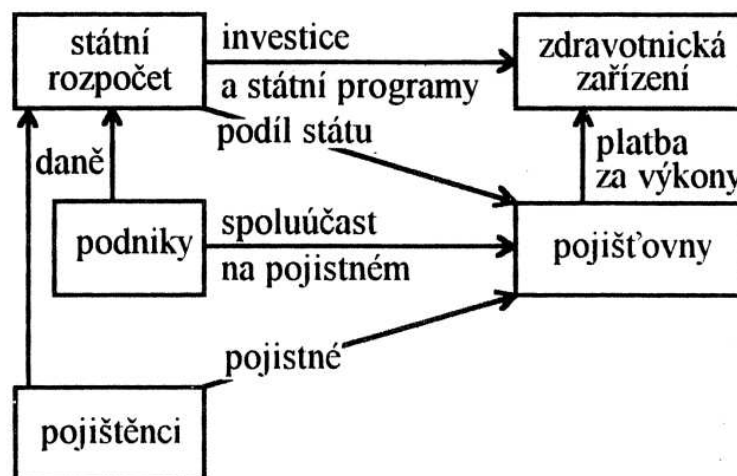 státní
rozpočet
investice
a státní programy
zdravotnická
zařízení
podíl státu
daně
platba
za výkony
podniky
spoluúčast
na pojistném
pojišťovny
pojistné
pojištěnci